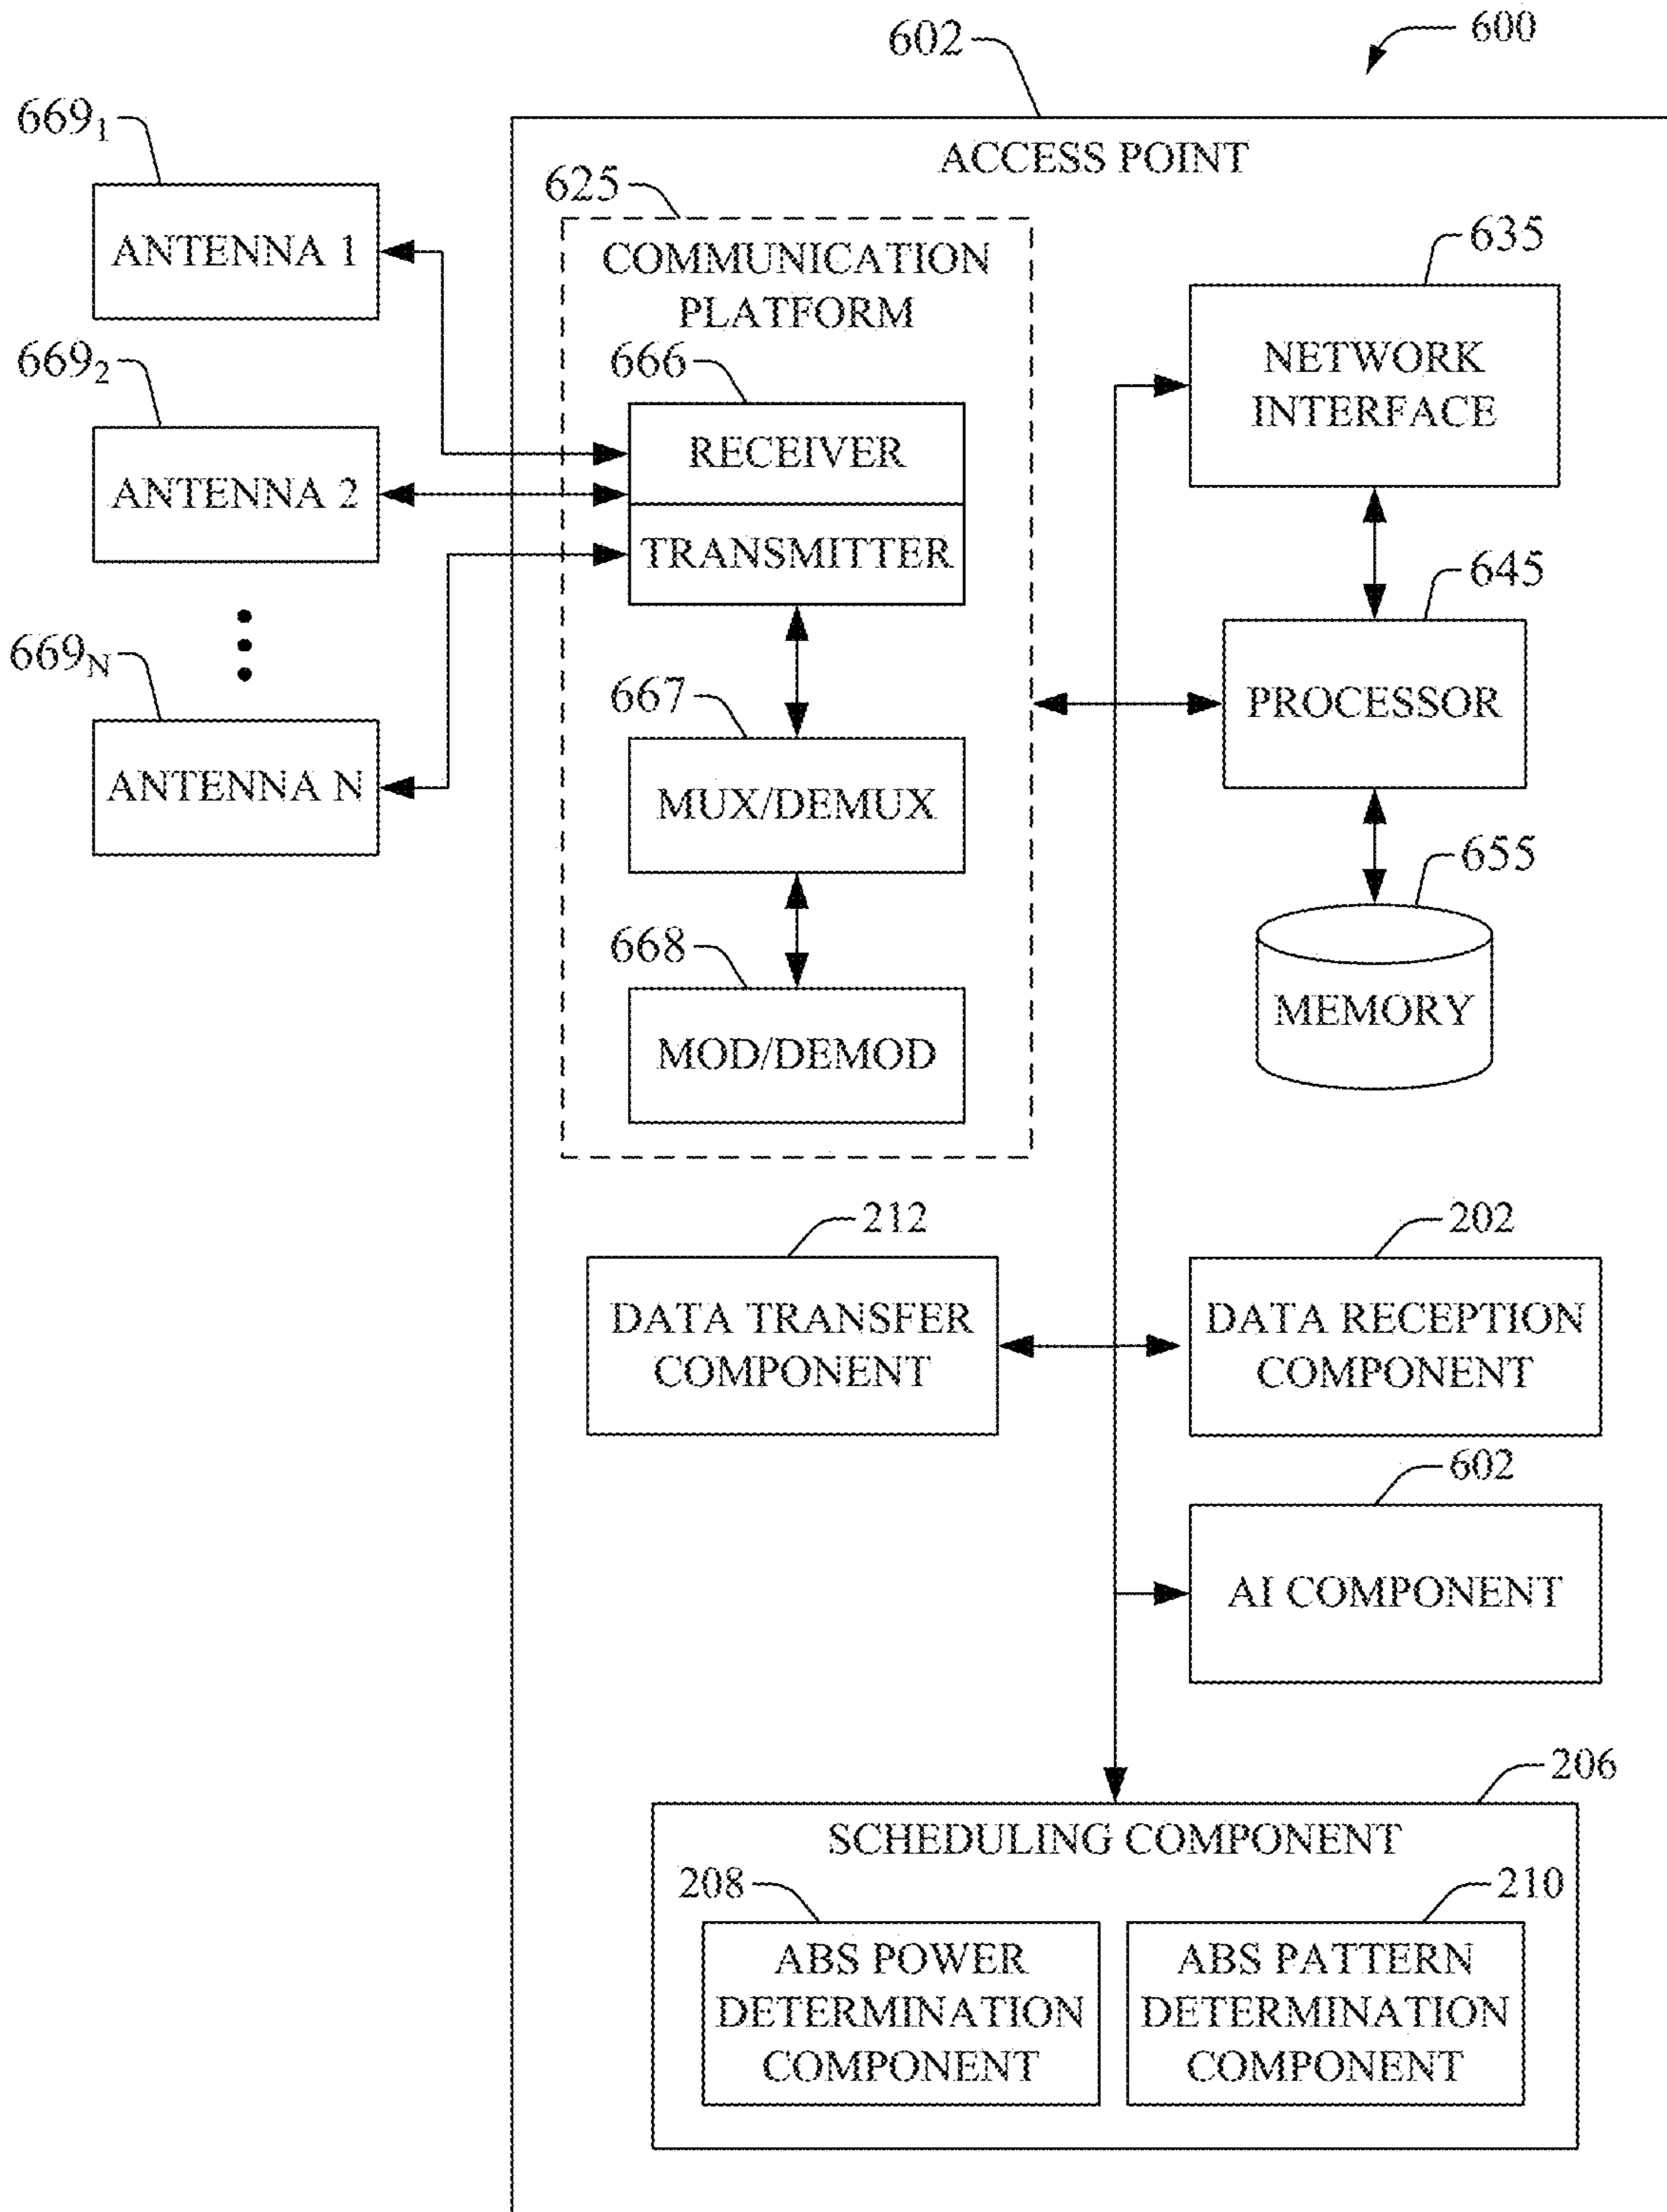 600
602
ACCESS POINT
669₁
ANTENNA 1
669₂
ANTENNA 2
669N
ANTENNA N
625
COMMUNICATION
PLATFORM
666
RECEIVER
TRANSMITTER
667
MUX/DEMUX
668
MOD/DEMOD
635
NETWORK
INTERFACE
645
PROCESSOR
655
MEMORY
212
DATA TRANSFER
COMPONENT
202
DATA RECEPTION
COMPONENT
602
AI COMPONENT
206
SCHEDULING COMPONENT
208
ABS POWER
DETERMINATION
COMPONENT
210
ABS PATTERN
DETERMINATION
COMPONENT